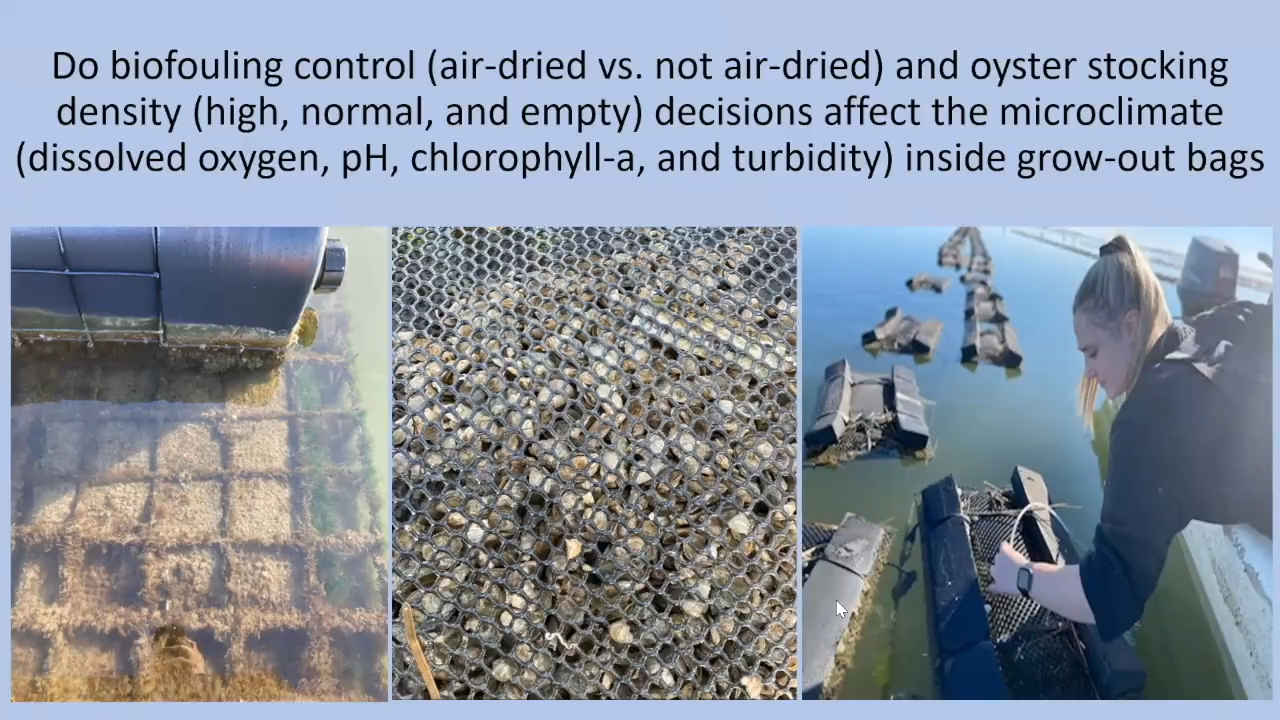 Do biofouling control (air-dried vs. not air-dried) and oyster stocking
density (high, normal, and empty) decisions affect the microclimate
(dissolved oxygen, pH, chlorophyll-a, and turbidity) inside grow-out bags